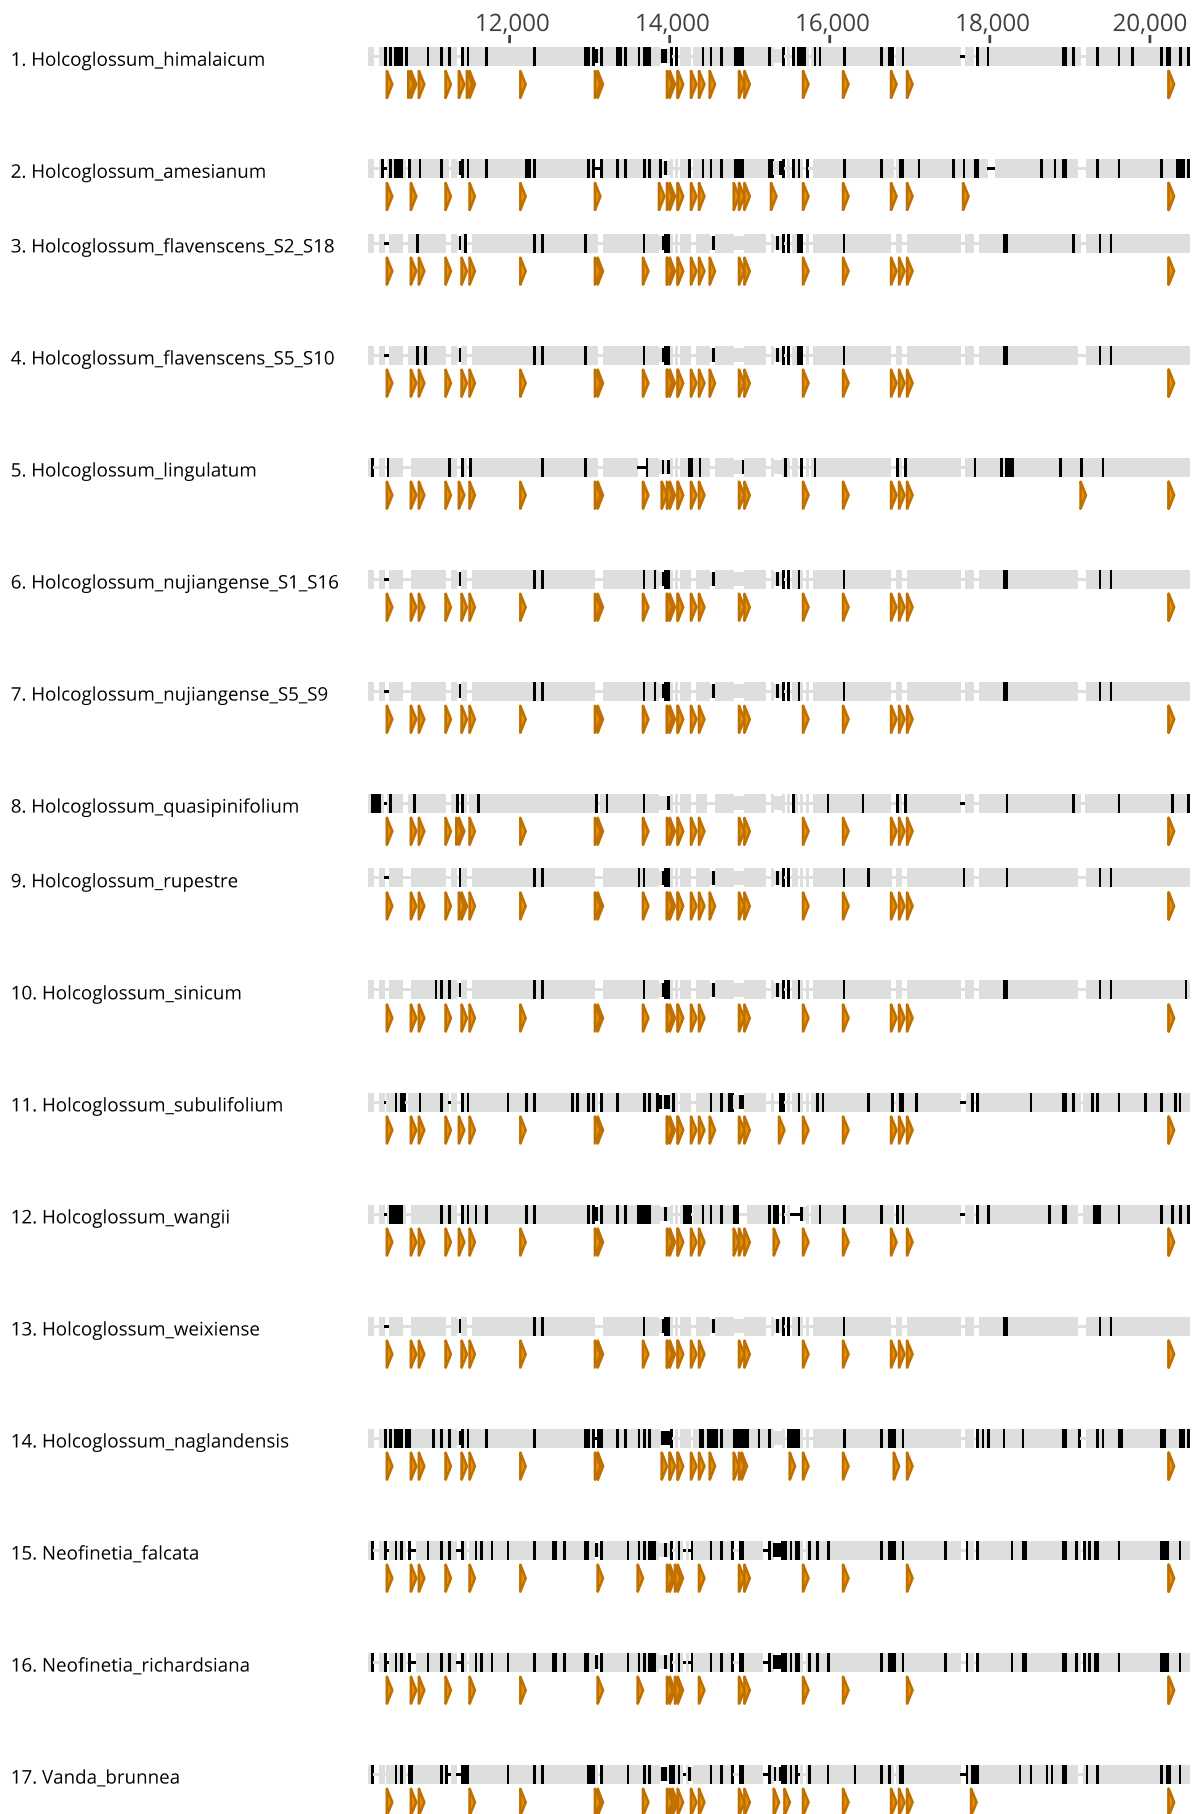 12,000 14,000 16,000 18,000 20,000
1. Holcoglossum_himalaicum
2. Holcoglossum_amesianum
3. Holcoglossum_flavenscens_S2_S18
4. Holcoglossum_flavenscens_S5_S10
5. Holcoglossum_lingulatum
6. Holcoglossum_nujiangense_S1_S16
7. Holcoglossum_nujiangense_S5_S9
8. Holcoglossum_quasipinifolium
9. Holcoglossum_rupestre
10. Holcoglossum_sinicum
11. Holcoglossum_subulifolium
12. Holcoglossum_wangii
13. Holcoglossum_weixiense
14. Holcoglossum_naglandensis
15. Neofinetia_falcata
16. Neofinetia_richardsiana
17. Vanda_brunnea